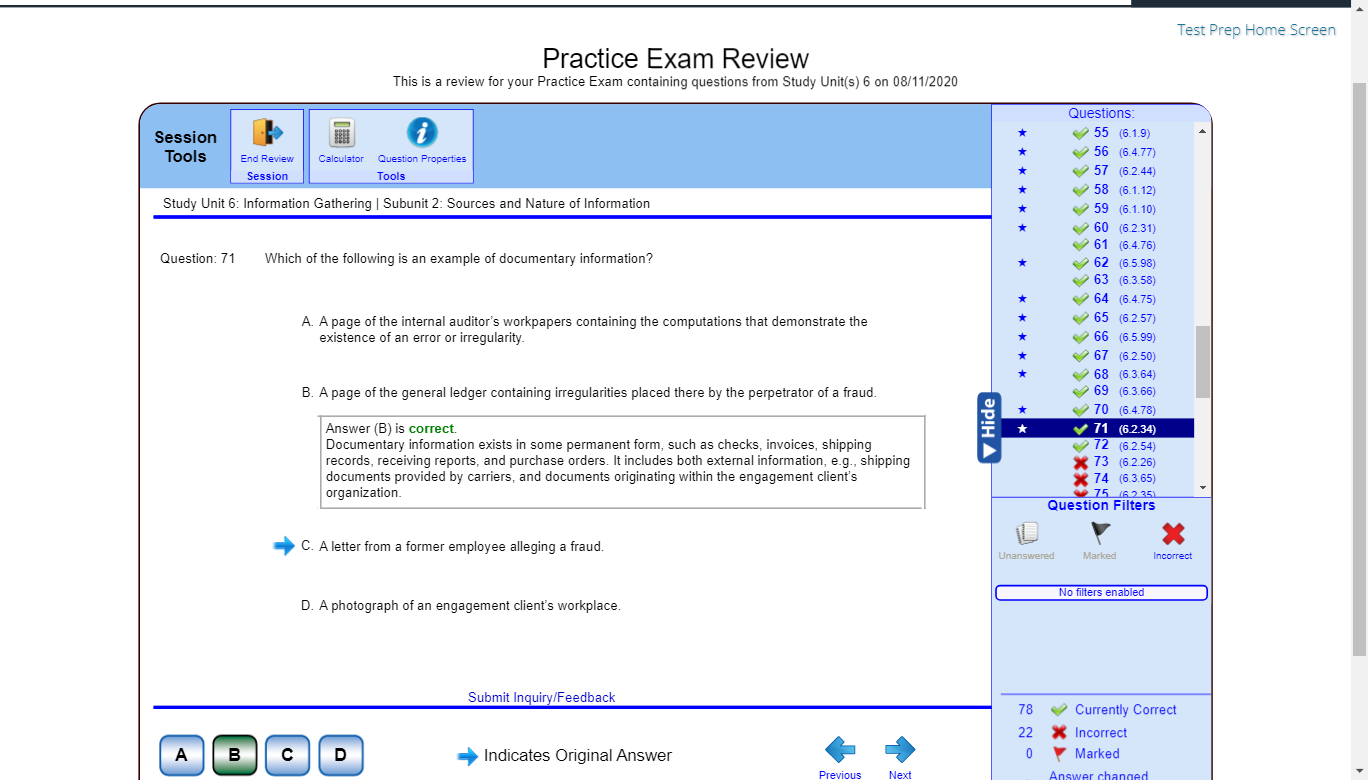 Test Prep Home Screen
Practice Exam Review
This is a review for your Practice Exam containing questions from Study Unit(s) 6 on 08/11/2020
Session
Tools
End Review
Session
Calculator
Question Properties
Tools
Study Unit 6: Information Gathering | Subunit 2: Sources and Nature of Information
Question: 71 Which of the following is an example of documentary information?
A. A page of the internal auditor’s workpapers containing the computations that demonstrate the
existence of an error or irregularity.
B. A page of the general ledger containing irregularities placed there by the perpetrator of a fraud.
Answer (B) is correct.
Documentary information exists in some permanent form, such as checks, invoices, shipping
records, receiving reports, and purchase orders. It includes both external information, e.g., shipping
documents provided by carriers, and documents originating within the engagement client’s
organization.
C. A letter from a former employee alleging a fraud.
D. A photograph of an engagement client’s workplace.
Submit Inquiry/Feedback
A B C D
Indicates Original Answer
Previous
Next
Hide
Questions:
55 (6.1.9)
56 (6.4.77)
57 (6.2.44)
58 (6.1.12)
59 (6.1.10)
60 (6.2.31)
61 (6.4.76)
62 (6.5.98)
63 (6.3.58)
64 (6.4.75)
65 (6.2.57)
66 (6.5.99)
67 (6.2.50)
68 (6.3.64)
69 (6.3.66)
70 (6.4.78)
71 (6.2.34)
72 (6.2.54)
73 (6.2.26)
74 (6.3.65)
75 (6.2.35)
Question Filters
Unanswered
Marked
Incorrect
No filters enabled
78 Currently Correct
22 Incorrect
0 Marked
Answer changed